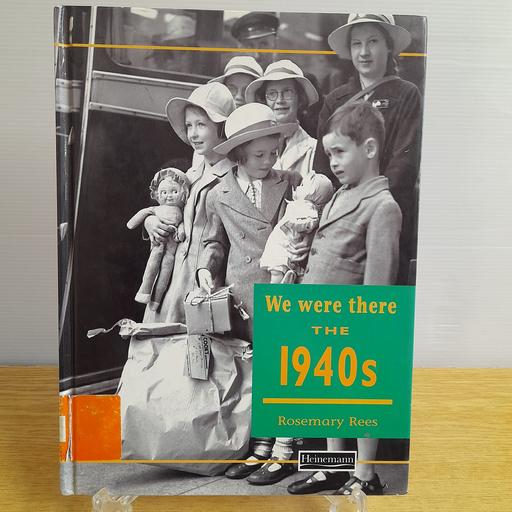 We were there
THE
1940s
Rosemary Rees
Heinemann